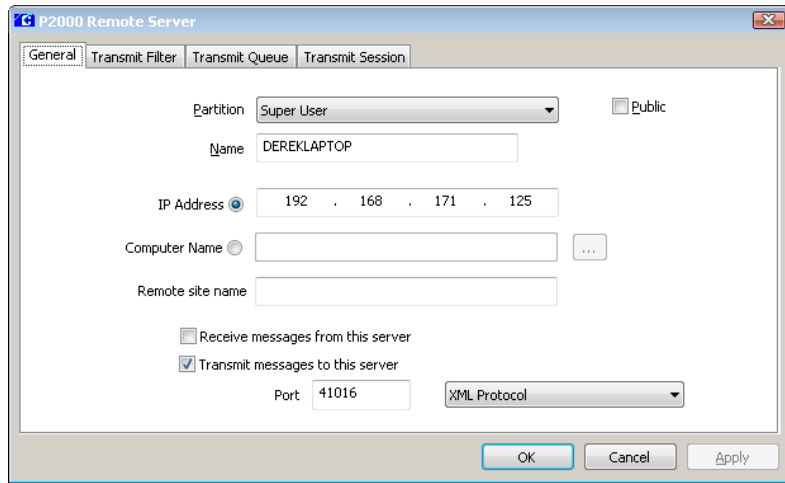 P2000 Remote Server
General Transmit Filter Transmit Queue Transmit Session
Partition Super User Public
Name DEREKLAPTOP
IP Address 192 . 168 . 171 . 125
Computer Name ...
Remote site name
Receive messages from this server
Transmit messages to this server
Port 41016 XML Protocol
OK Cancel Apply